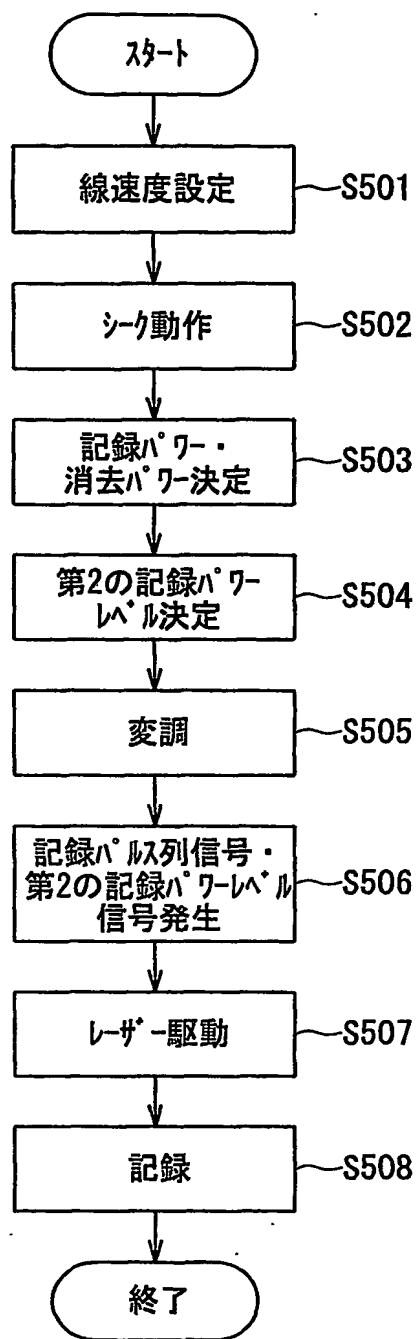 スタート
線速度設定
S501
シーク動作
S502
記録パワー・
消去パワー決定
S503
第2の記録パワー
レベル決定
S504
変調
S505
記録パルス列信号・
第2の記録パワーレベル
信号発生
S506
レーザー駆動
S507
記録
S508
終了